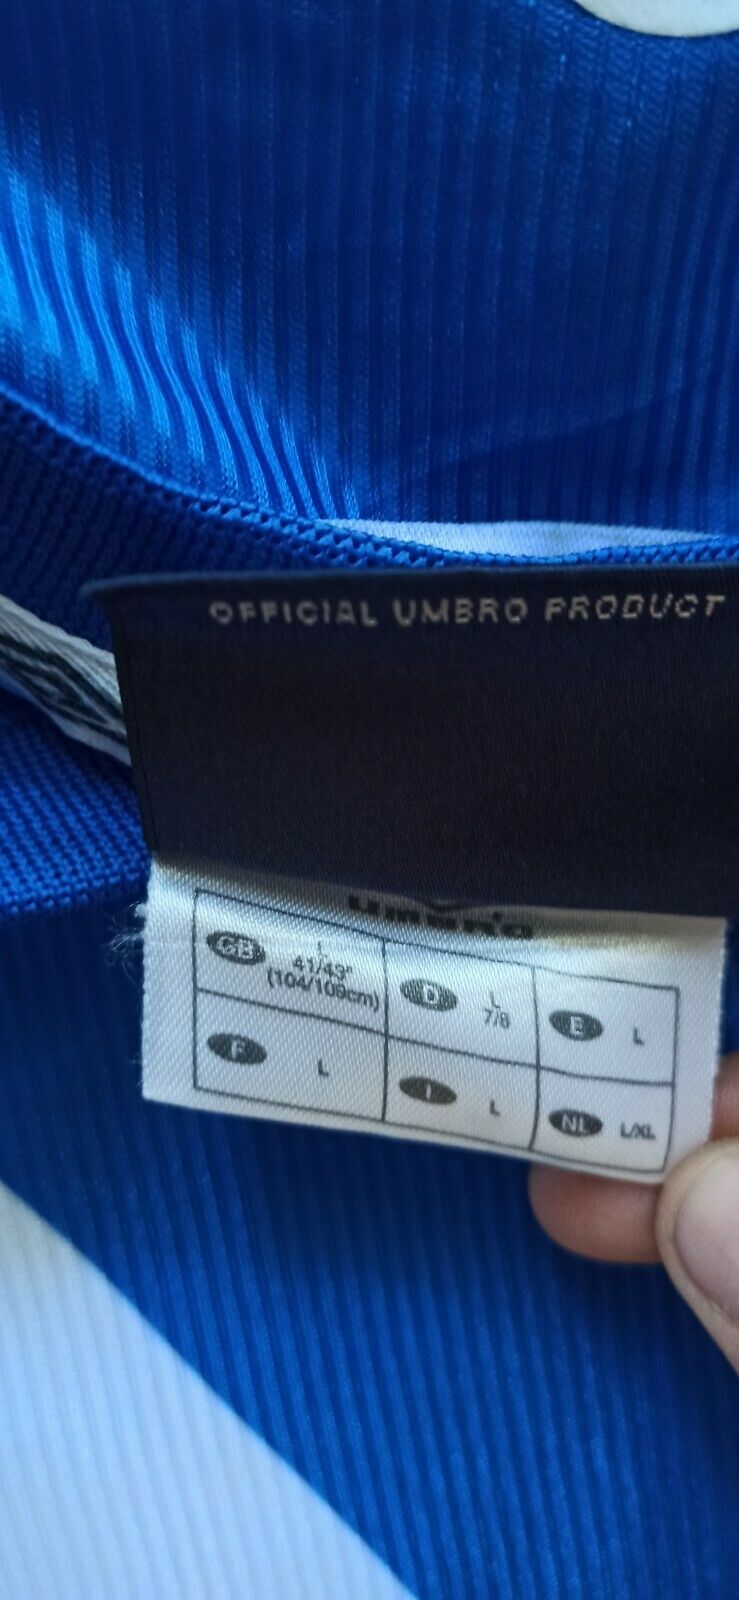 OFFICIAL UMBRO PRODUCT
umbro
GB L 41/43" (104/109cm)
D L 7/8
E L
F L
I L
NL L/XL